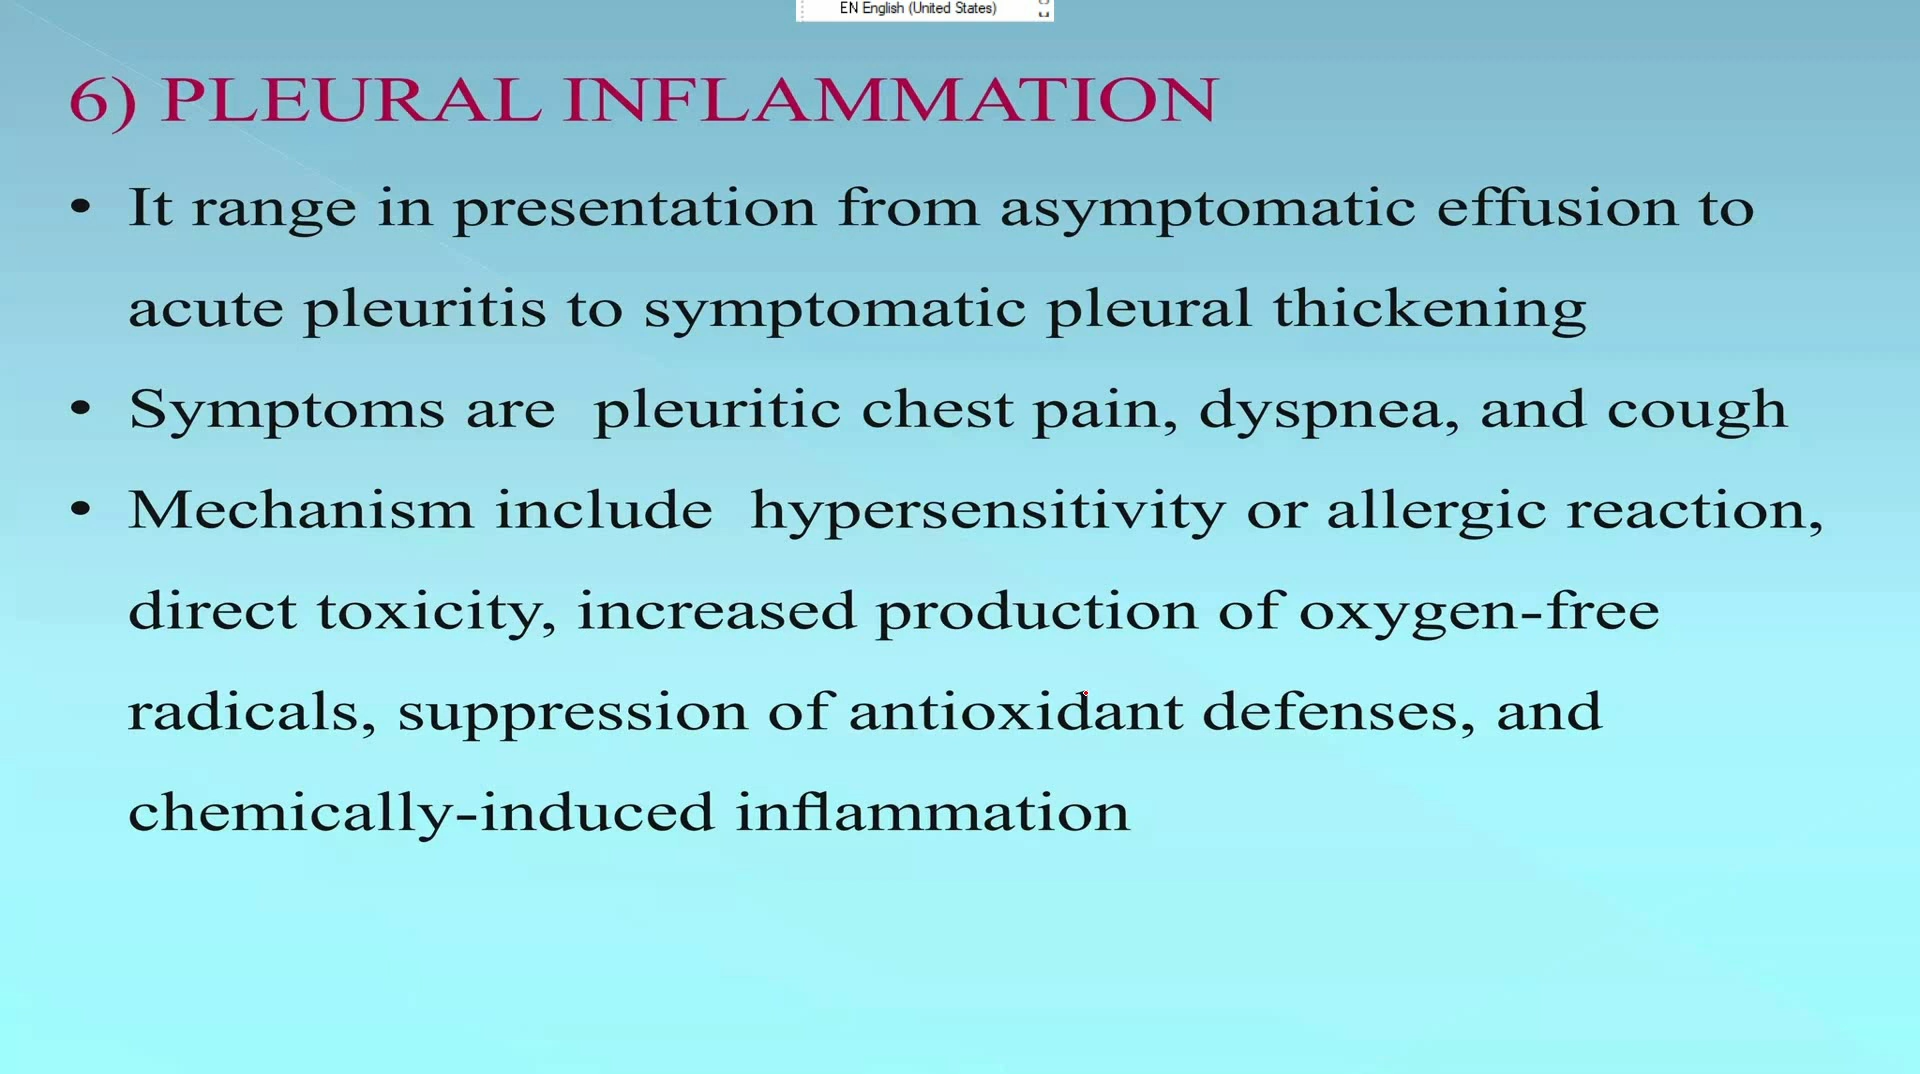 EN English (United States)
6) PLEURAL INFLAMMATION
• It range in presentation from asymptomatic effusion to
acute pleuritis to symptomatic pleural thickening
• Symptoms are  pleuritic chest pain, dyspnea, and cough
• Mechanism include  hypersensitivity or allergic reaction,
direct toxicity, increased production of oxygen-free
radicals, suppression of antioxidant defenses, and
chemically-induced inflammation